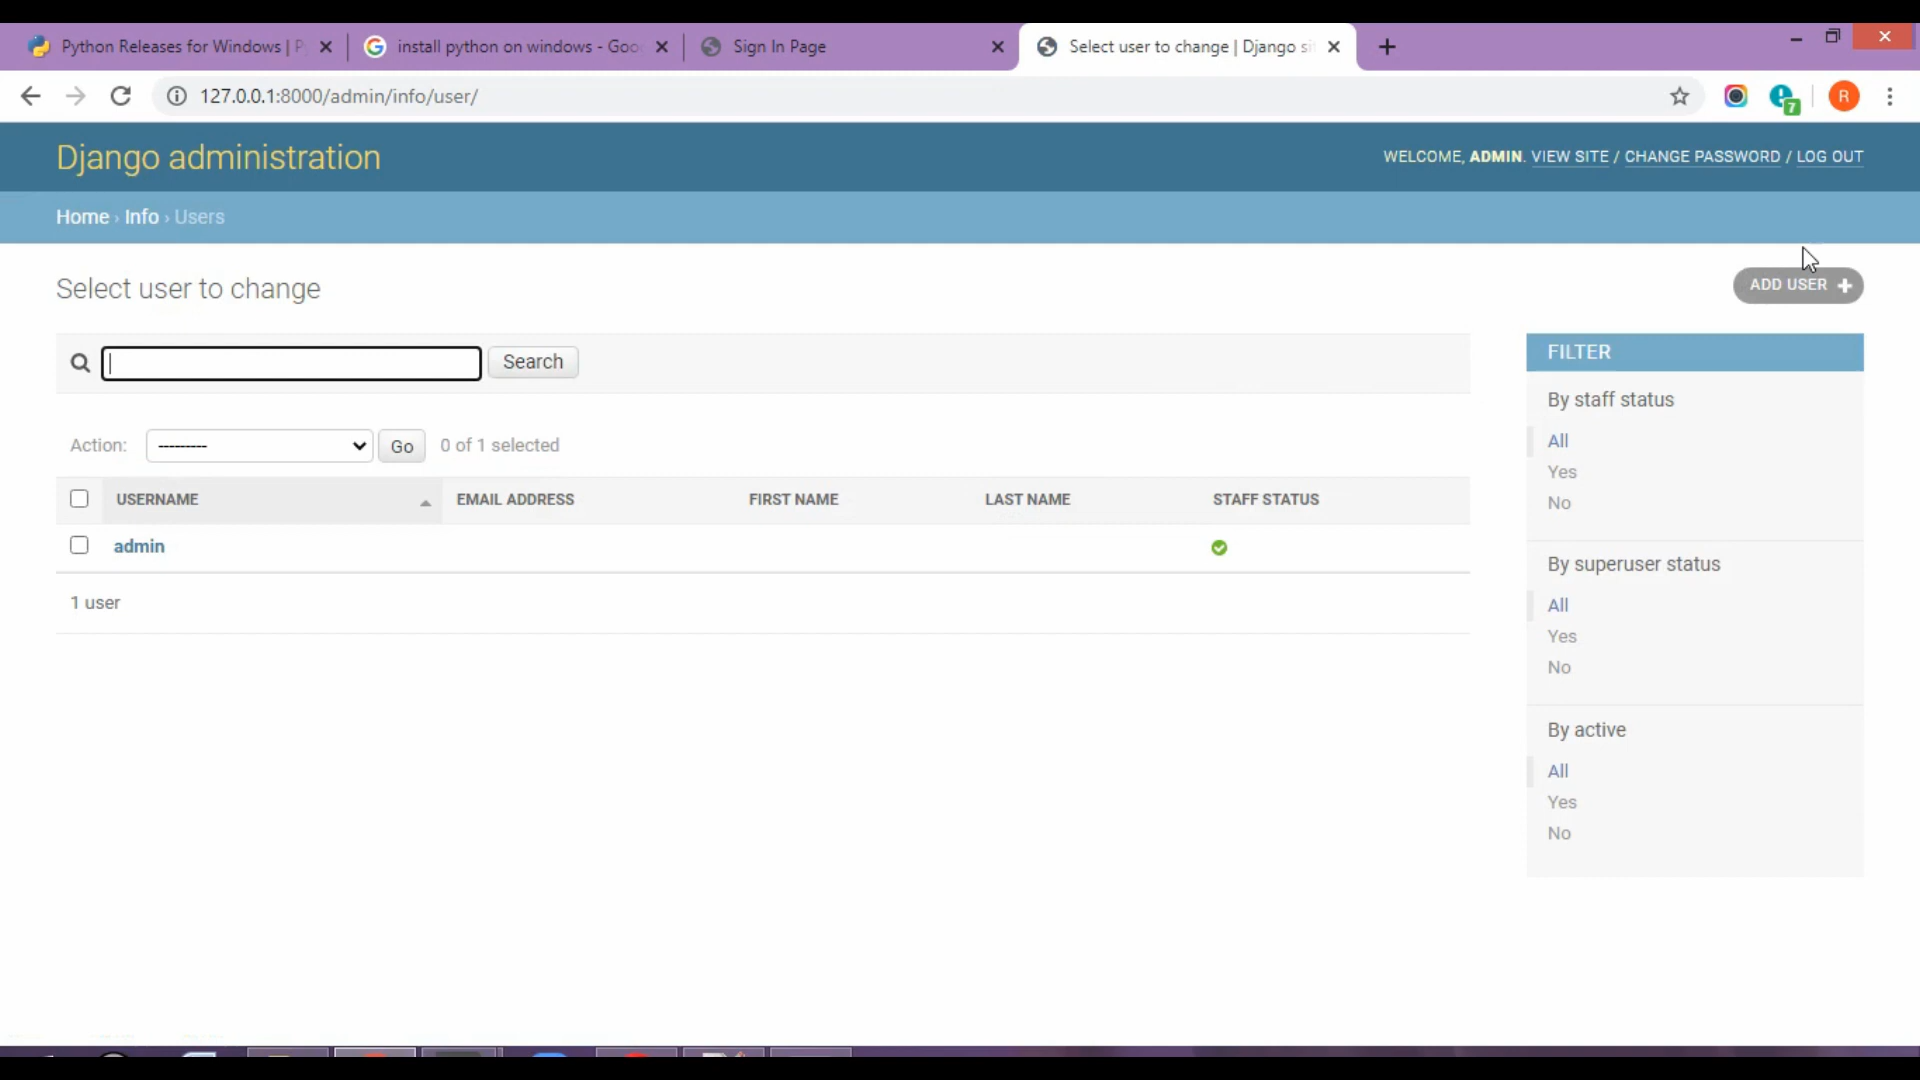 Python Releases for Windows | P
install python on windows - Goo
Sign In Page
Select user to change | Django si
127.0.0.1:8000/admin/info/user/
7
R
Django administration
WELCOME, ADMIN. VIEW SITE / CHANGE PASSWORD / LOG OUT
Home › Info › Users
Select user to change
ADD USER +
Search
Action: --------- Go 0 of 1 selected
USERNAME EMAIL ADDRESS FIRST NAME LAST NAME STAFF STATUS
admin
1 user
FILTER
By staff status
All
Yes
No
By superuser status
All
Yes
No
By active
All
Yes
No